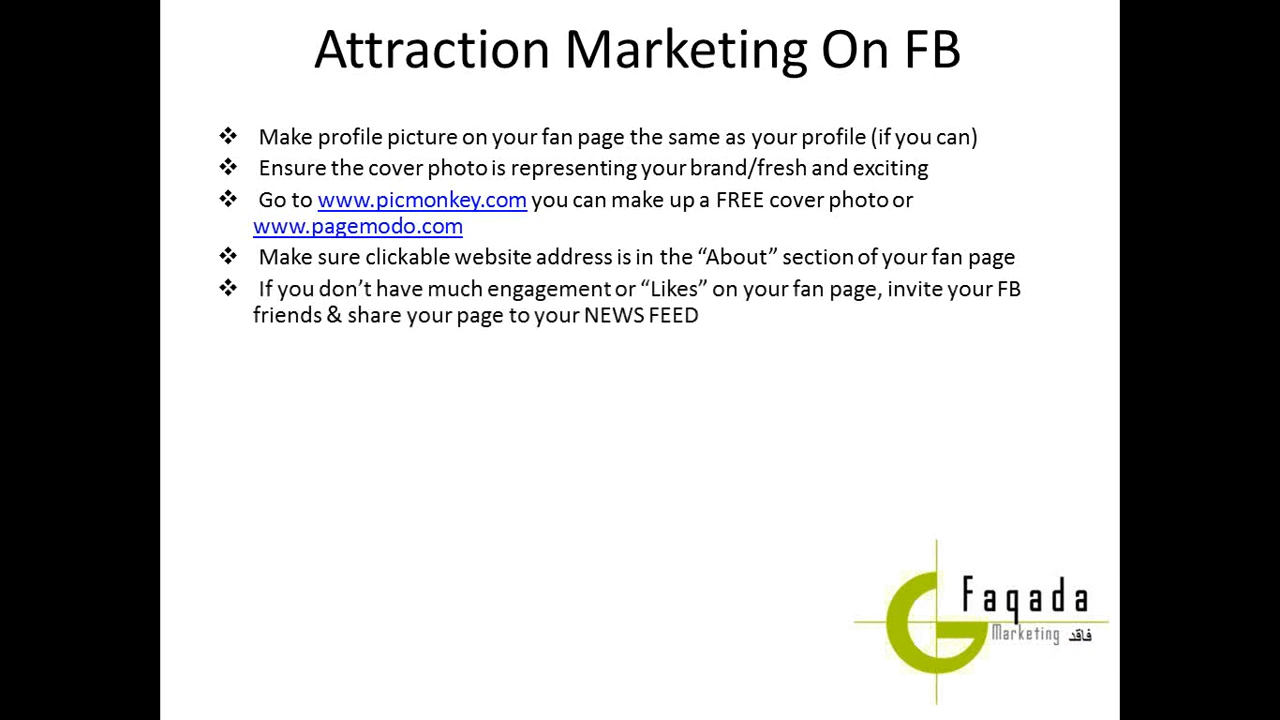 Attraction Marketing On FB
❖ Make profile picture on your fan page the same as your profile (if you can)
❖ Ensure the cover photo is representing your brand/fresh and exciting
❖ Go to www.picmonkey.com you can make up a FREE cover photo or
www.pagemodo.com
❖ Make sure clickable website address is in the “About” section of your fan page
❖ If you don’t have much engagement or “Likes” on your fan page, invite your FB
friends & share your page to your NEWS FEED
Faqada
Marketing فاقد